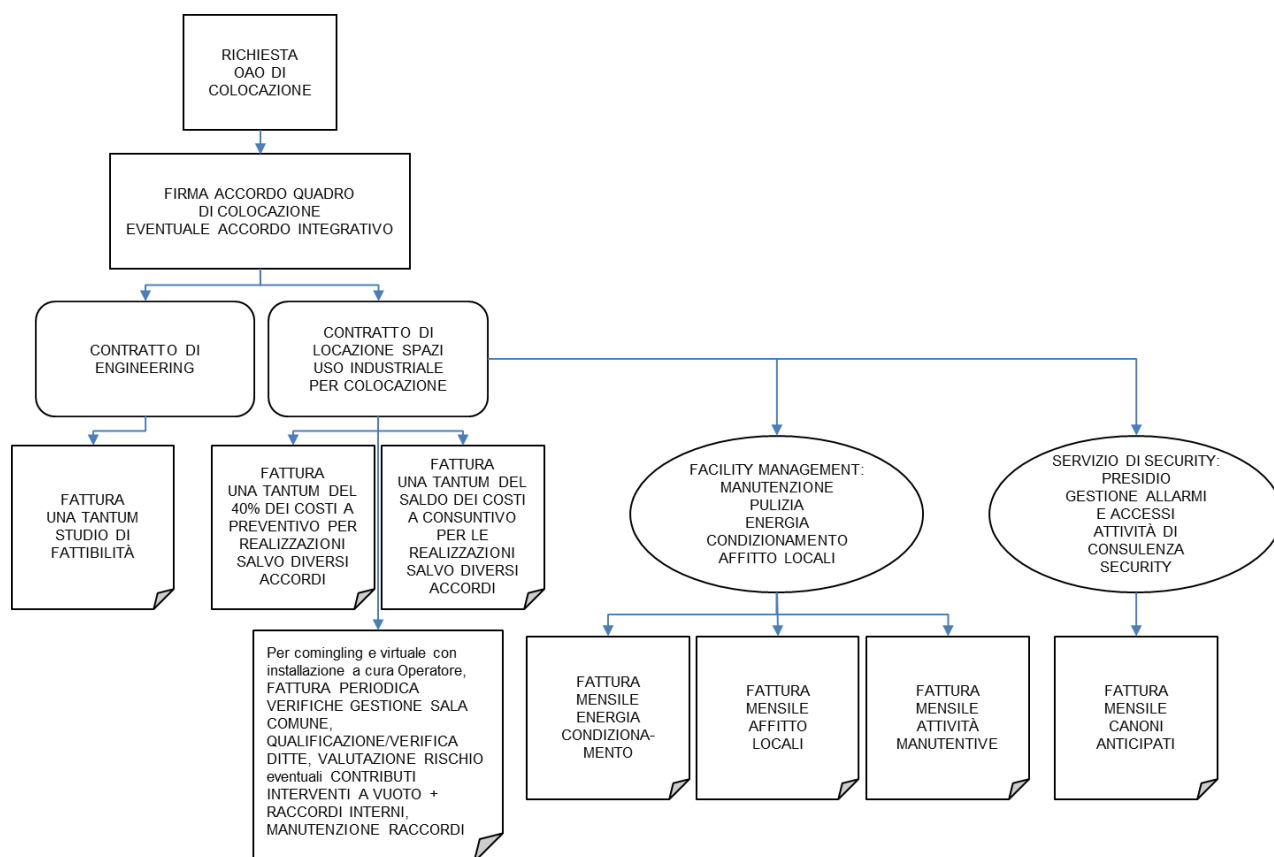 RICHIESTA
OAO DI
COLOCAZIONE
FIRMA ACCORDO QUADRO
DI COLOCAZIONE
EVENTUALE ACCORDO INTEGRATIVO
CONTRATTO DI
ENGINEERING
CONTRATTO DI
LOCAZIONE SPAZI
USO INDUSTRIALE
PER COLOCAZIONE
FATTURA
UNA TANTUM
STUDIO DI
FATTIBILITÀ
FATTURA
UNA TANTUM DEL
40% DEI COSTI A
PREVENTIVO PER
REALIZZAZIONI
SALVO DIVERSI
ACCORDI
FATTURA
UNA TANTUM DEL
SALDO DEI COSTI
A CONSUNTIVO
PER LE
REALIZZAZIONI
SALVO DIVERSI
ACCORDI
FACILITY MANAGEMENT:
MANUTENZIONE
PULIZIA
ENERGIA
CONDIZIONAMENTO
AFFITTO LOCALI
SERVIZIO DI SECURITY:
PRESIDIO
GESTIONE ALLARMI
E ACCESSI
ATTIVITÀ DI
CONSULENZA
SECURITY
Per comingling e virtuale con
installazione a cura Operatore,
FATTURA PERIODICA
VERIFICHE GESTIONE SALA
COMUNE,
QUALIFICAZIONE/VERIFICA
DITTE, VALUTAZIONE RISCHIO
eventuali CONTRIBUTI
INTERVENTI A VUOTO +
RACCORDI INTERNI,
MANUTENZIONE RACCORDI
FATTURA
MENSILE
ENERGIA
CONDIZIONA-
MENTO
FATTURA
MENSILE
AFFITTO
LOCALI
FATTURA
MENSILE
ATTIVITÀ
MANUTENTIVE
FATTURA
MENSILE
CANONI
ANTICIPATI